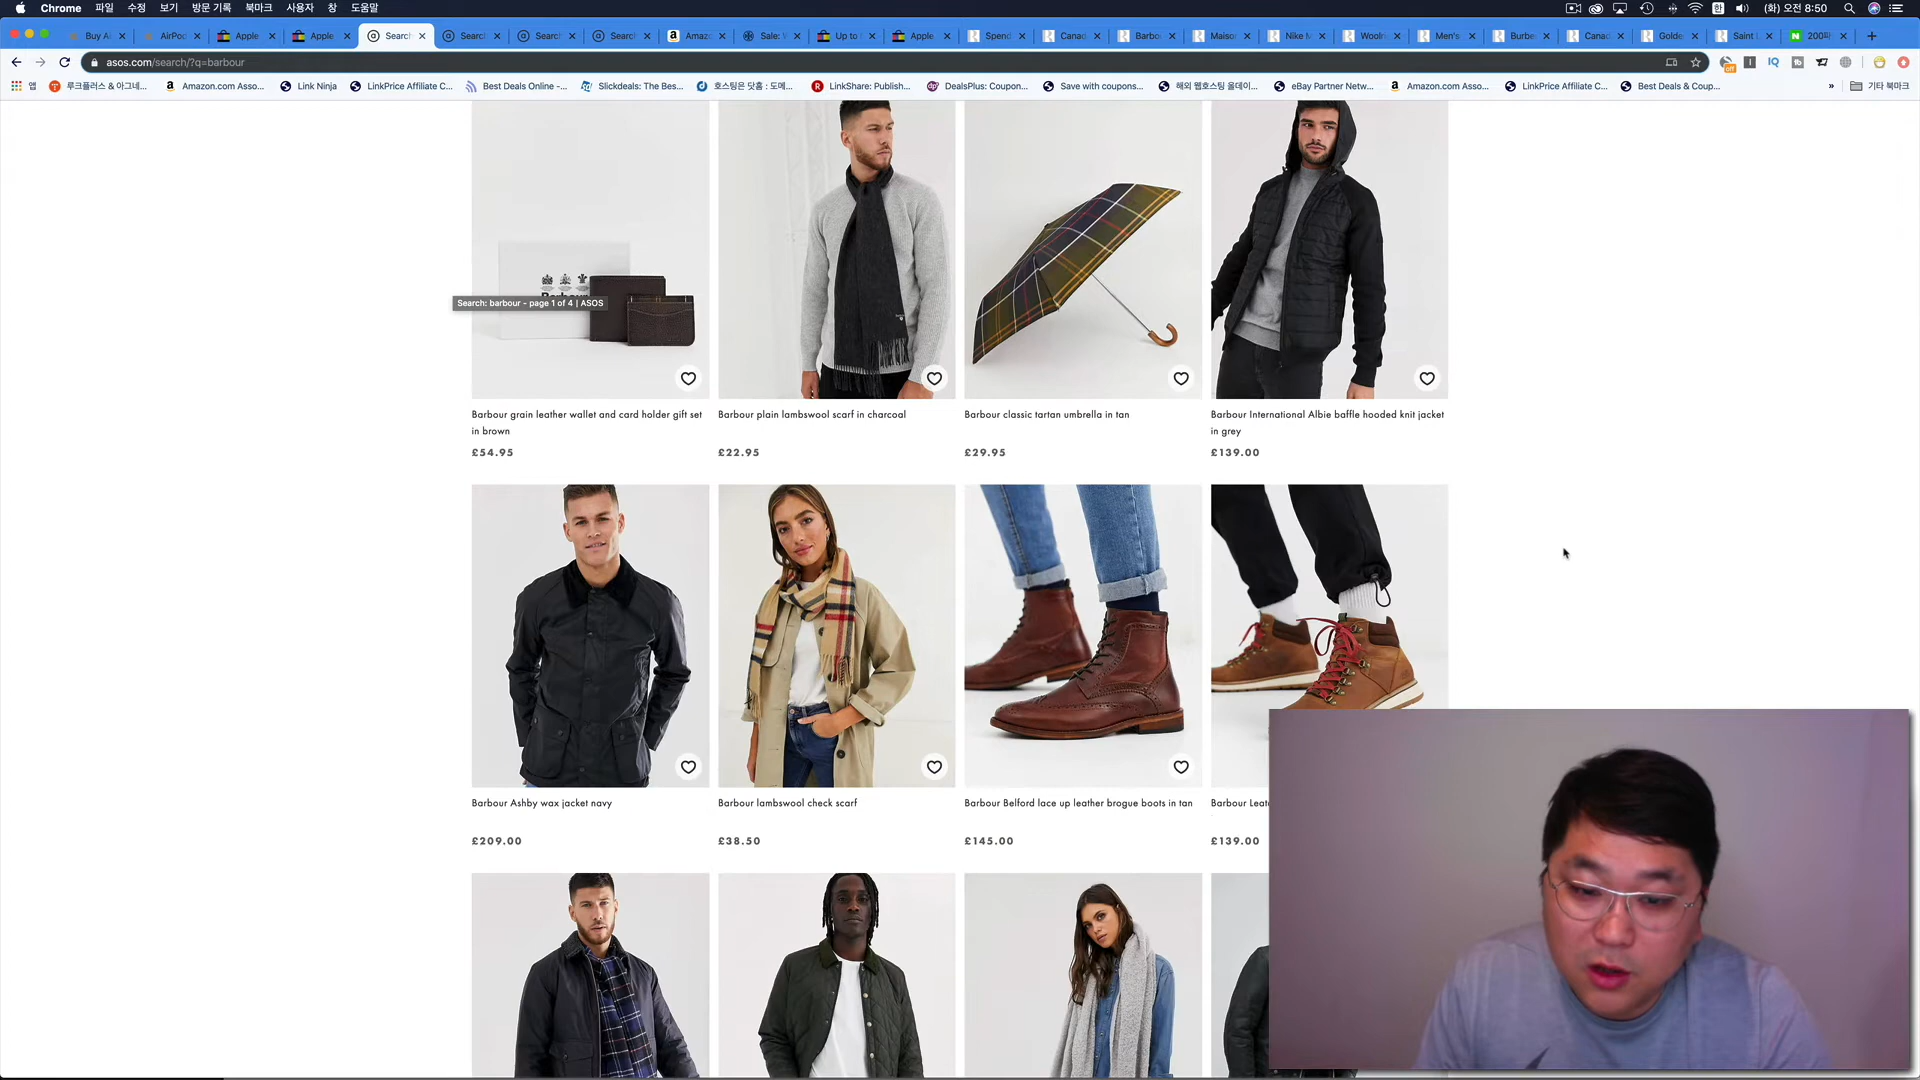 Chrome 파일 수정 보기 방문 기록 북마크 사용자 창 도움말
한 (화) 오전 8:50
Buy A AirPo Apple Apple Search Search Search Search Amazo Sale: Up to Apple Spend Canad Barbo Maiso Nike M Men's Burbe Canad Golde Saint
asos.com/search/?q=barbour
앱 루크플러스 & 아그네... Amazon.com Asso... Link Ninja LinkPrice Affiliate C... Best Deals Online -... Slickdeals: The Bes... 호스팅은 닷홈 : 도메... LinkShare: Publish... DealsPlus: Coupon... Save with coupons... 해외 웹호스팅 올데이... eBay Partner Netw... Amazon.com Asso... LinkPrice Affiliate C... Best Deals & Coup... » 기타 북마크
Search: barbour - page 1 of 4 | ASOS
Barbour grain leather wallet and card holder gift set
in brown
£54.95
Barbour plain lambswool scarf in charcoal
£22.95
Barbour classic tartan umbrella in tan
£29.95
Barbour International Albie baffle hooded knit jacket
in grey
£139.00
Barbour Ashby wax jacket navy
£209.00
Barbour lambswool check scarf
£38.50
Barbour Belford lace up leather brogue boots in tan
£145.00
Barbour
£139.00